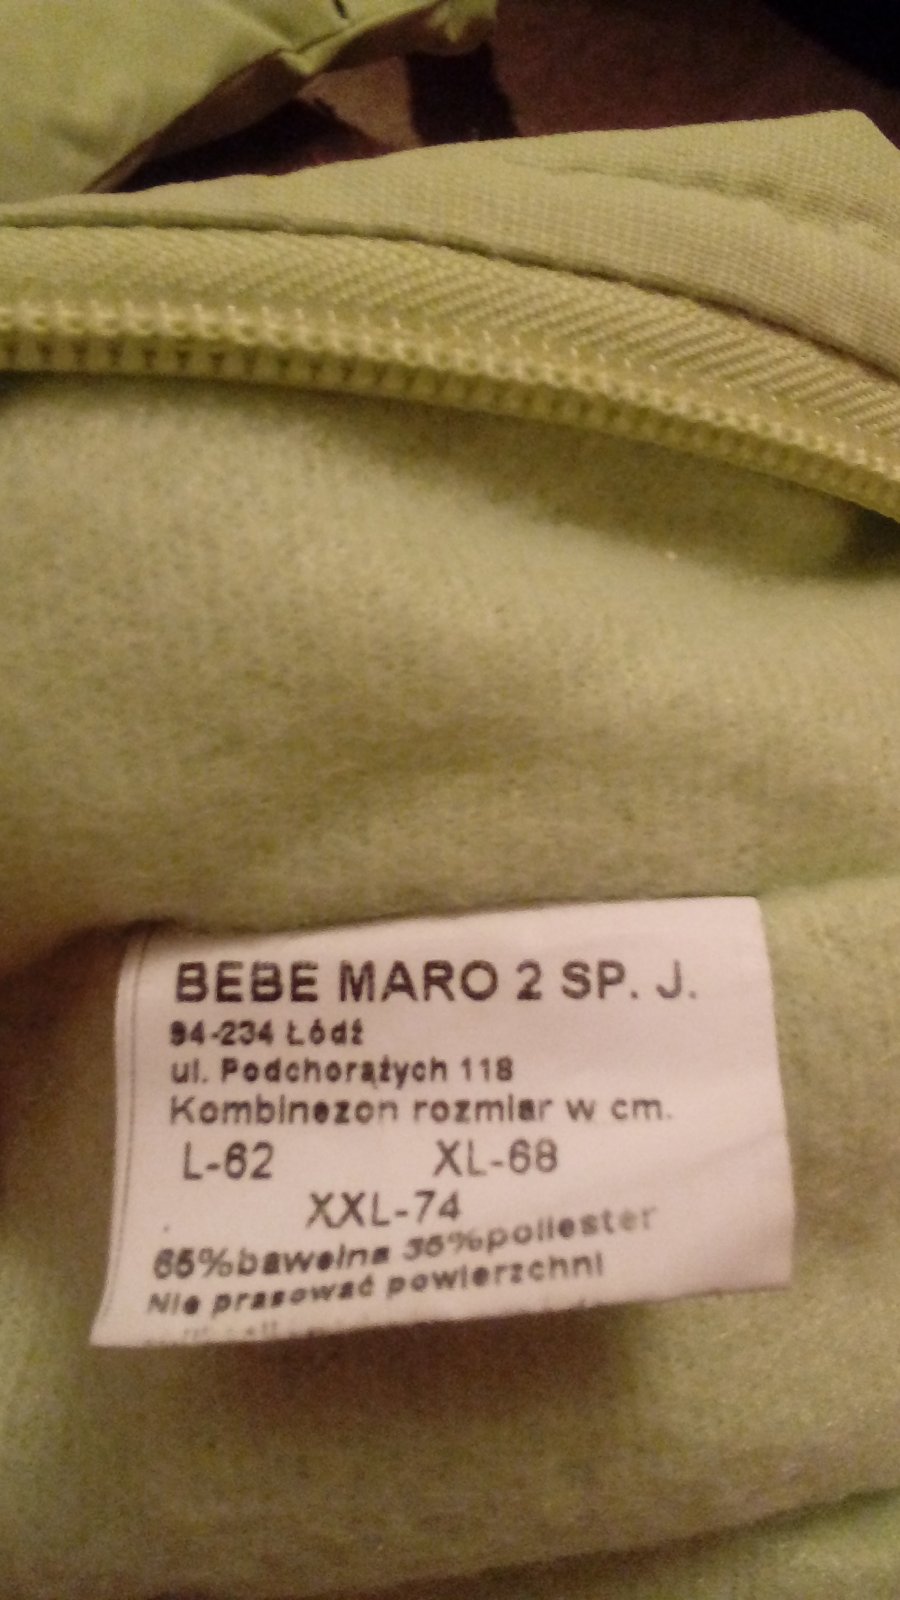 BEBE MARO 2 SP. J.
94-234 Łódź
ul. Podchorążych 118
Kombinezon rozmiar w cm.
L-62 XL-68
XXL-74
65%bawełna 35%poliester
Nie prasować powierzchni